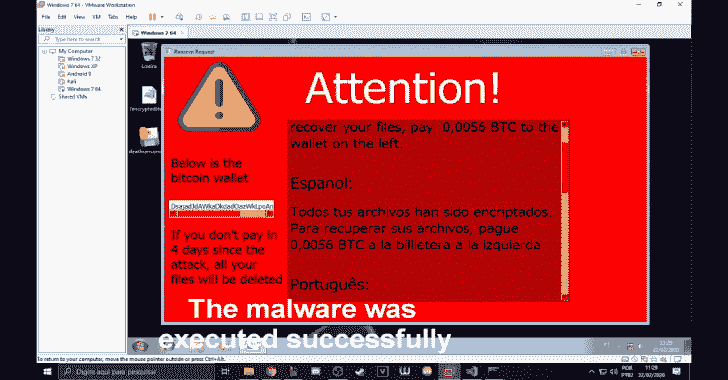 Windows 7 64 - VMware Workstation
File Edit View VM Tabs Help
Library
Type here to search
My Computer
Windows 7 32
Windows XP
Android 9
Kali
Windows 7 64
Shared VMs
Windows 7 64
Lixeira
Ransom Request
Attention!
recover your files, pay 0,0056 BTC to the
wallet on the left.
Espanol:
Todos tus archivos han sido encriptados.
Para recuperar sus archivos, pague
0,0056 BTC a la billetera a la izquierda
Português:
Below is the
bitcoin wallet
If you don't pay in
4 days since the
attack, all your
files will be deleted
The malware was
executed successfully
To return to your computer, move the mouse pointer outside or press Ctrl+Alt.
Digite aqui para pesquisar
POR
PTB2
11:29